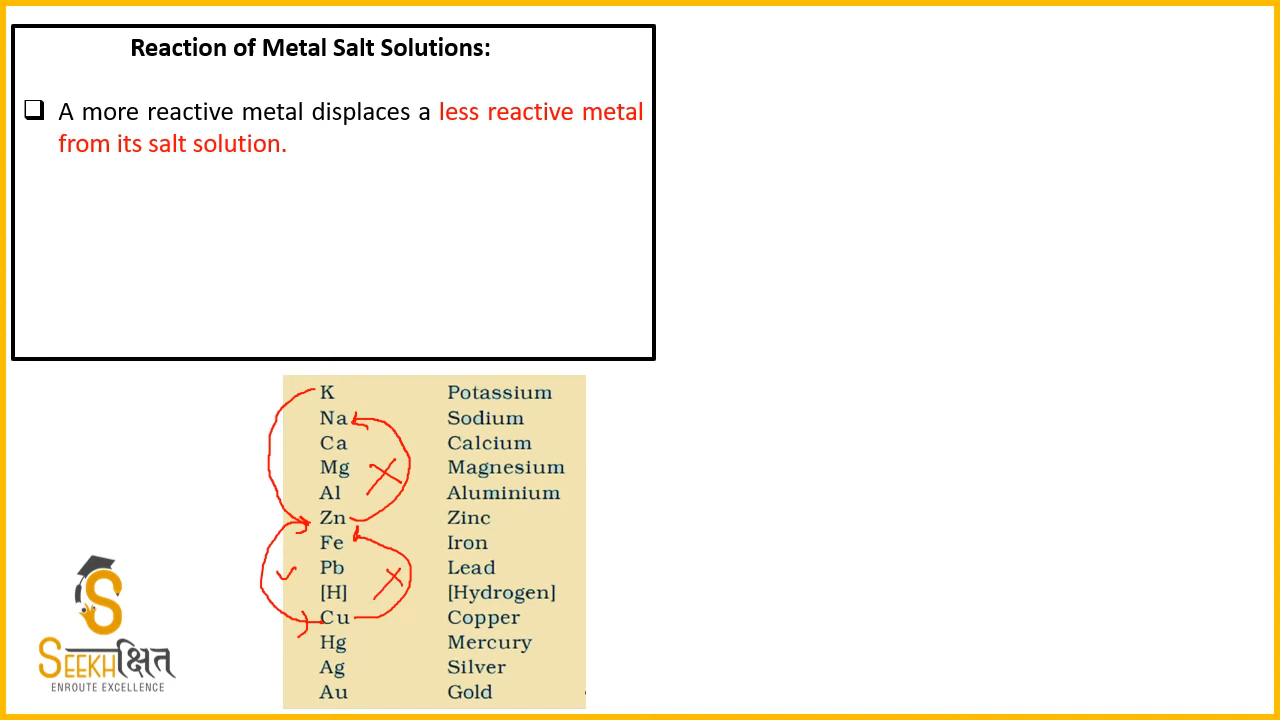 Reaction of Metal Salt Solutions:
A more reactive metal displaces a less reactive metal
from its salt solution.
K Potassium
Na Sodium
Ca Calcium
Mg Magnesium
Al Aluminium
Zn Zinc
Fe Iron
Pb Lead
[H] [Hydrogen]
Cu Copper
Hg Mercury
Ag Silver
Au Gold
SEEKHक्षित
ENROUTE EXCELLENCE